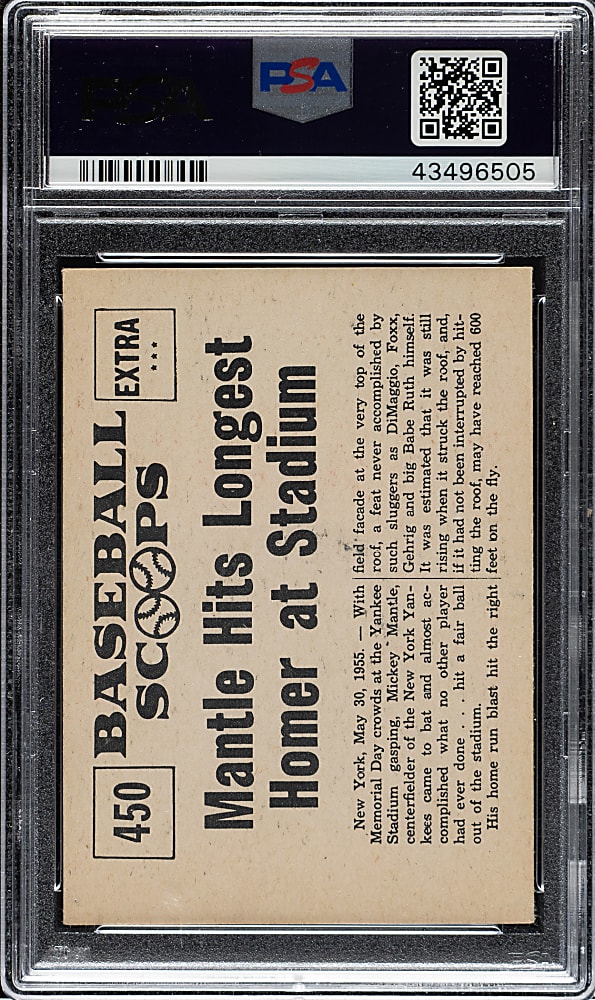 PSA
PSA
43496505
450
BASEBALL
SCOOPS
EXTRA
***
Mantle Hits Longest
Homer at Stadium
New York, May 30, 1955. — With
Memorial Day crowds at the Yankee
Stadium gasping, Mickey Mantle,
centerfielder of the New York Yan-
kees came to bat and almost ac-
complished what no other player
had ever done . . . hit a fair ball
out of the stadium.
His home run blast hit the right
field facade at the very top of the
roof, a feat never accomplished by
such sluggers as DiMaggio, Foxx,
Gehrig and big Babe Ruth himself.
It was estimated that it was still
rising when it struck the roof, and,
if it had not been interrupted by hit-
ting the roof, may have reached 600
feet on the fly.